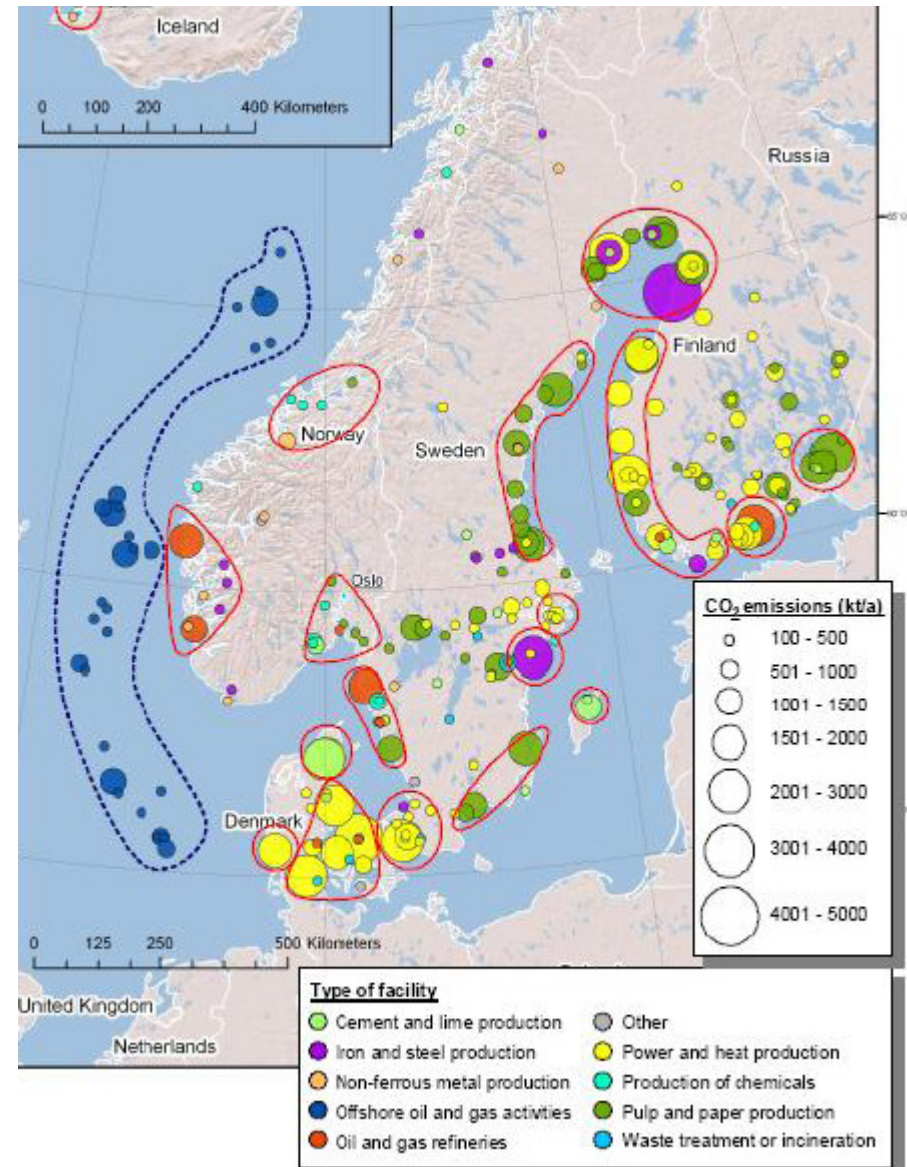 Iceland
0 100 200 400 Kilometers
Russia
65°0
Finland
Norway
Sweden
60°0
Oslo
Denmark
CO2 emissions (kt/a)
100 - 500
501 - 1000
1001 - 1500
1501 - 2000
2001 - 3000
3001 - 4000
4001 - 5000
0 125 250 500 Kilometers
United Kingdom
Netherlands
Type of facility
Cement and lime production
Iron and steel production
Non-ferrous metal production
Offshore oil and gas activities
Oil and gas refineries
Other
Power and heat production
Production of chemicals
Pulp and paper production
Waste treatment or incineration